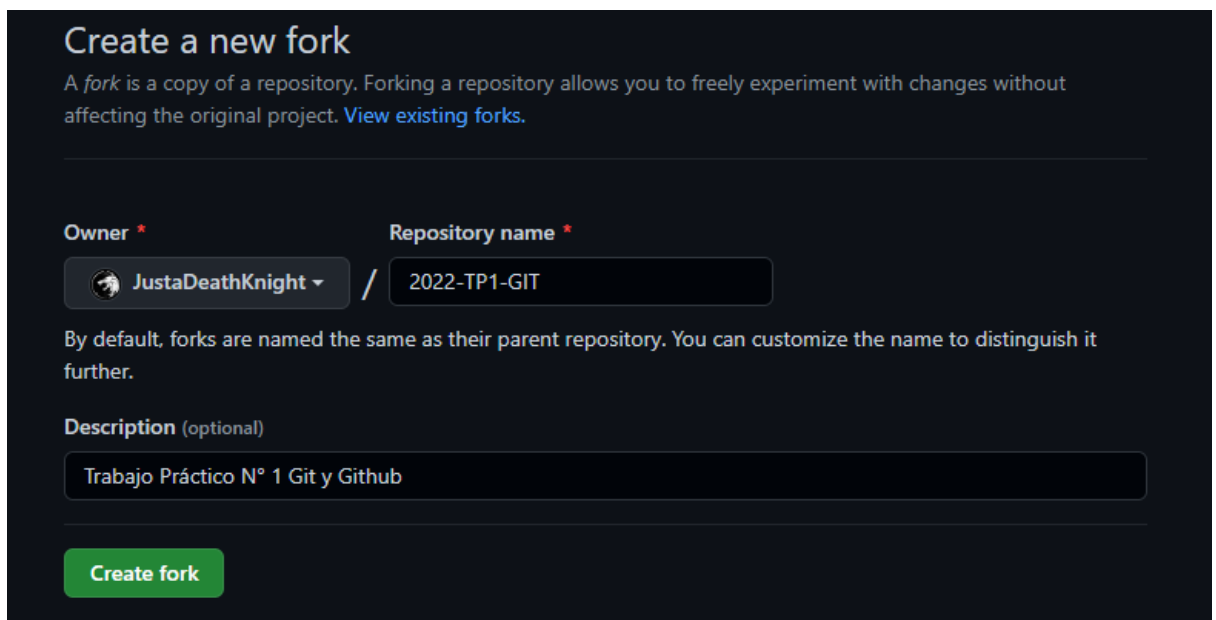 Create a new fork
A fork is a copy of a repository. Forking a repository allows you to freely experiment with changes without
affecting the original project. View existing forks.
Owner * Repository name *
JustaDeathKnight / 2022-TP1-GIT
By default, forks are named the same as their parent repository. You can customize the name to distinguish it
further.
Description (optional)
Trabajo Práctico N° 1 Git y Github
Create fork